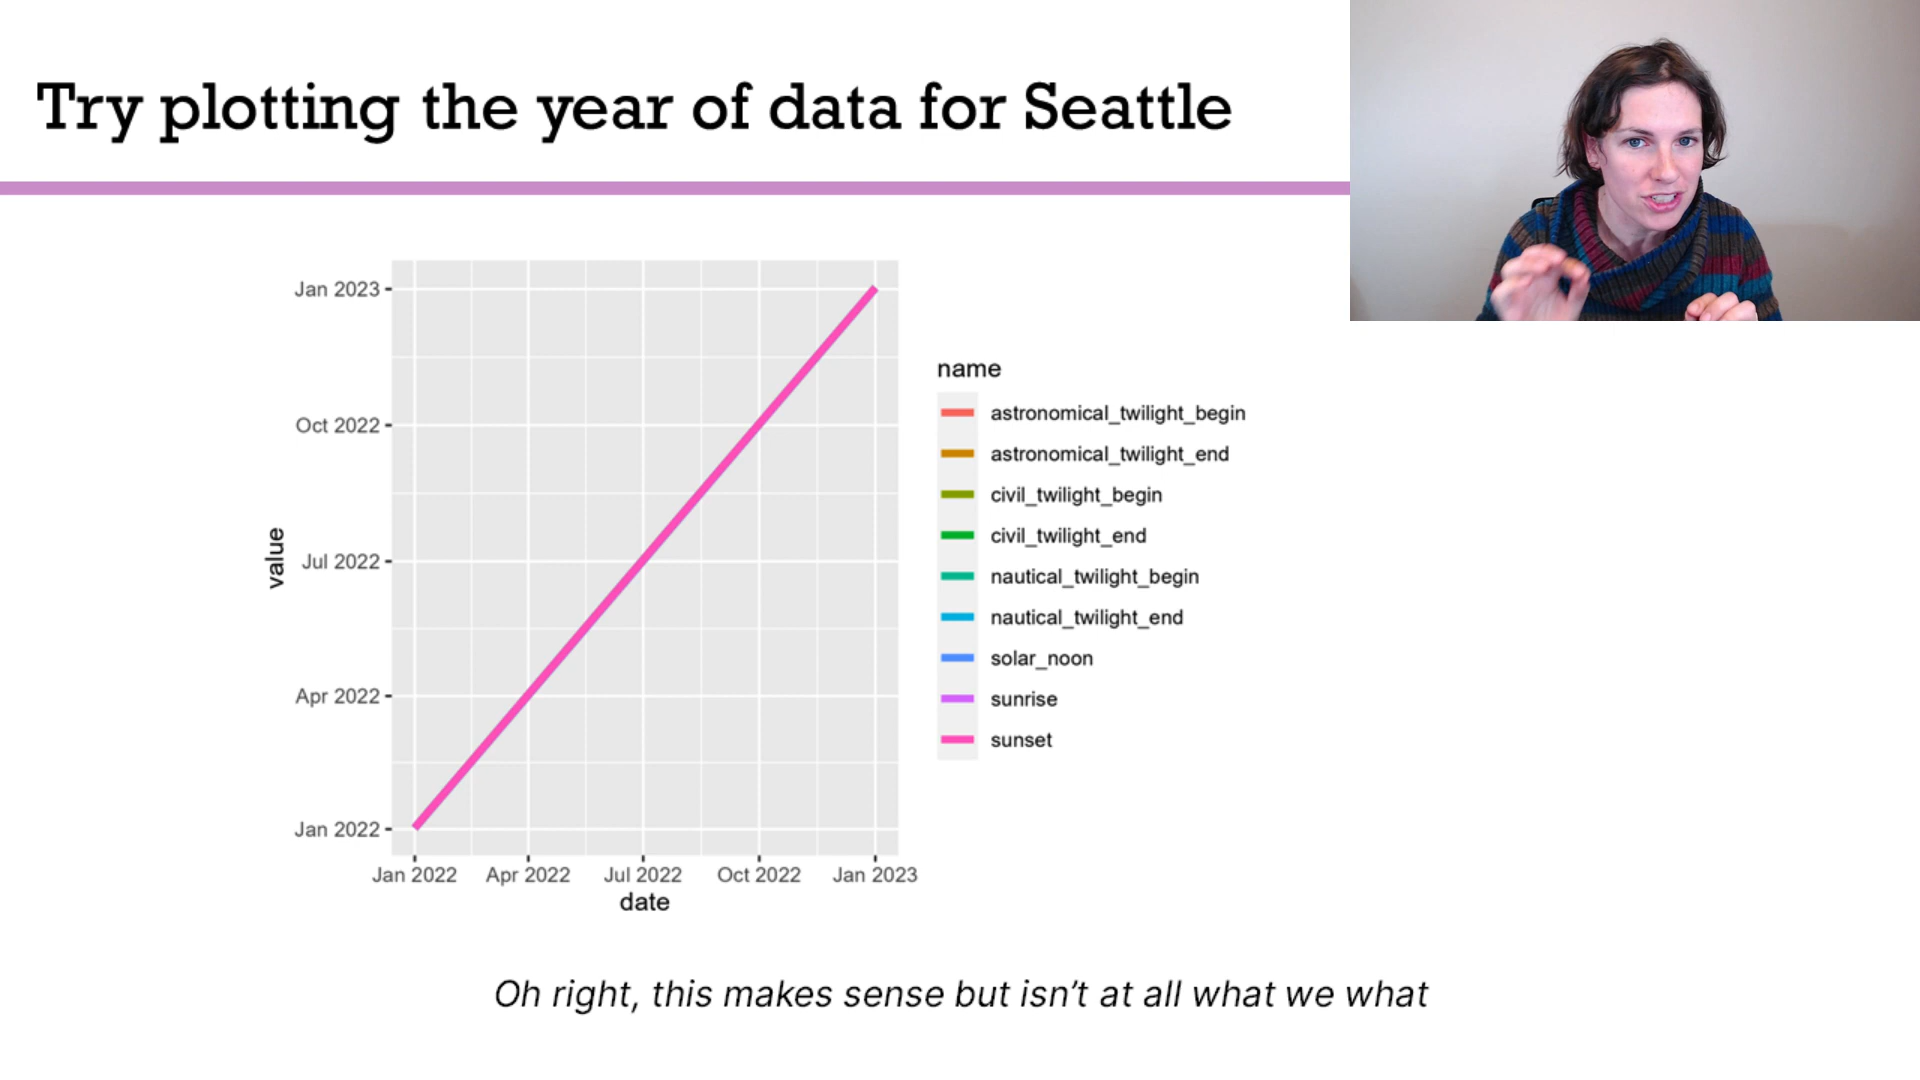 Try plotting the year of data for Seattle
Jan 2023
Oct 2022
Jul 2022
Apr 2022
Jan 2022
value
Jan 2022 Apr 2022 Jul 2022 Oct 2022 Jan 2023
date
name
astronomical_twilight_begin
astronomical_twilight_end
civil_twilight_begin
civil_twilight_end
nautical_twilight_begin
nautical_twilight_end
solar_noon
sunrise
sunset
Oh right, this makes sense but isn't at all what we what